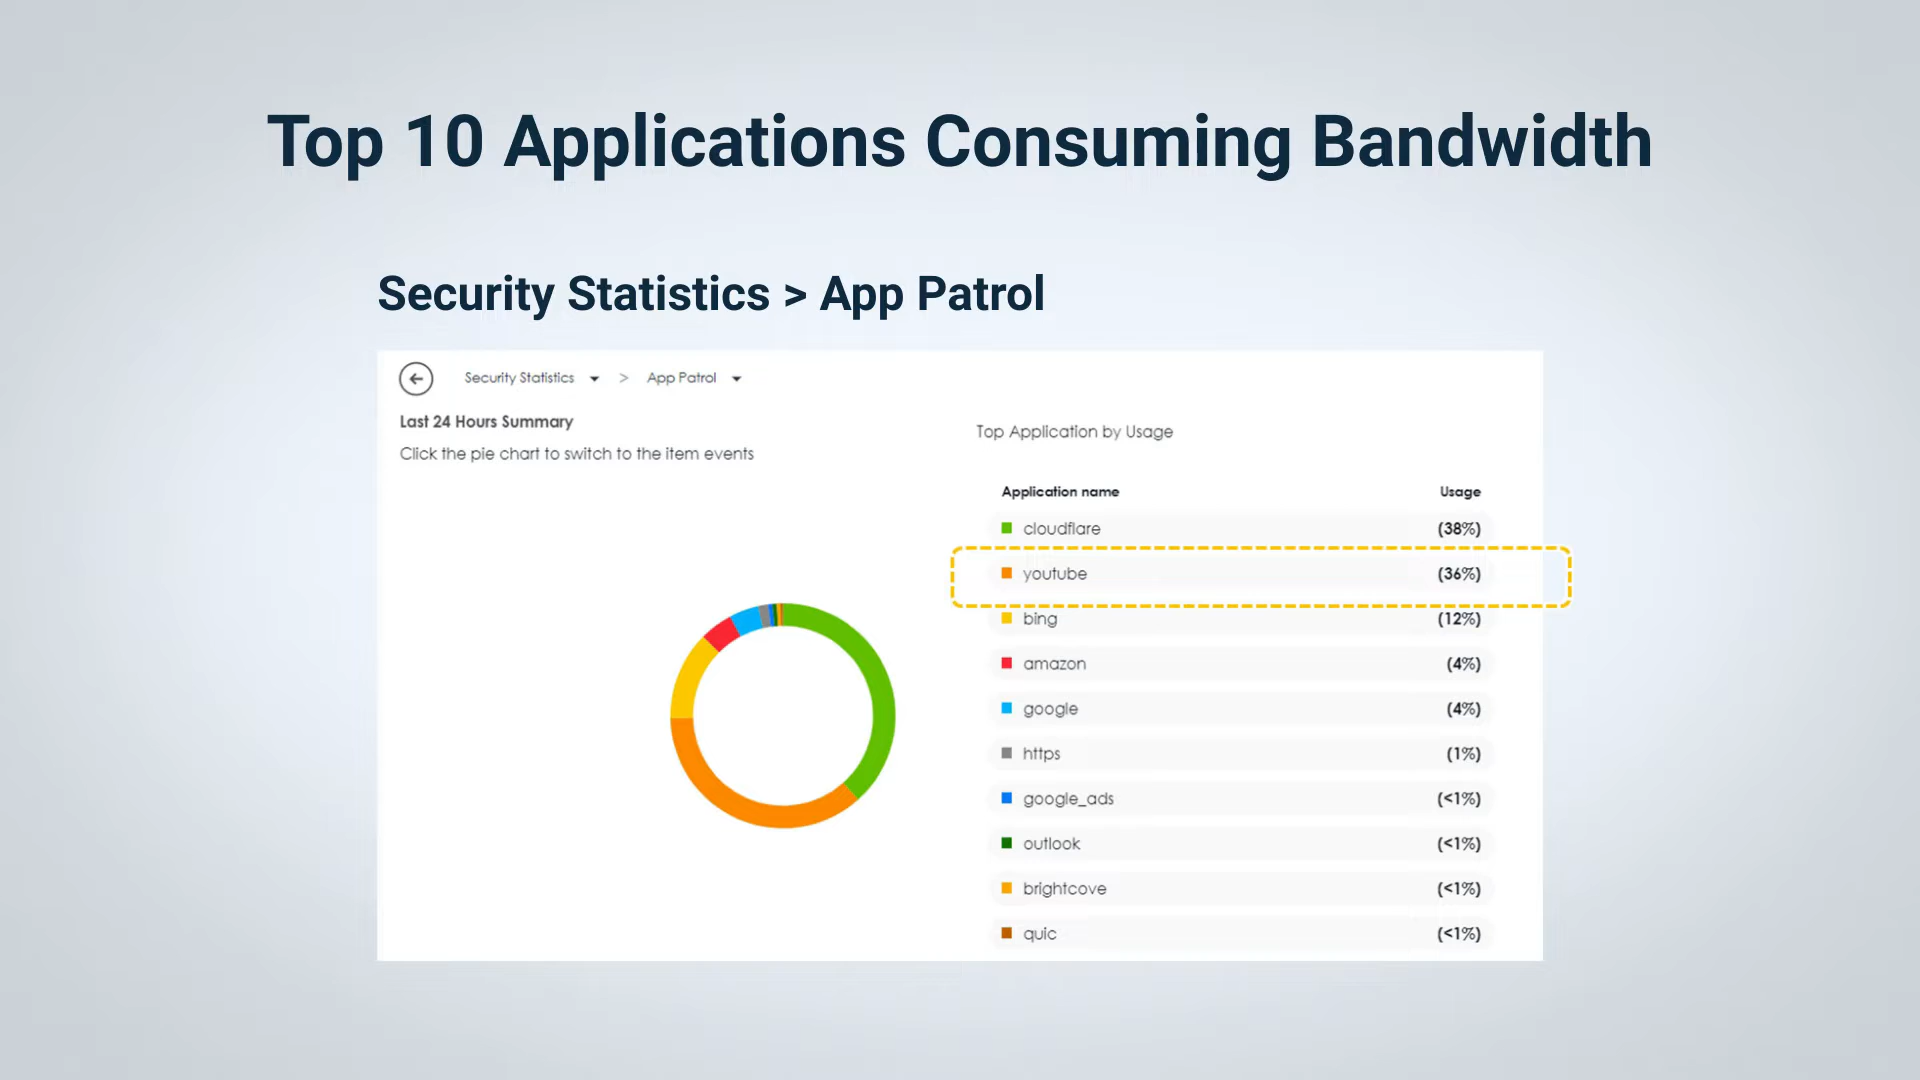 Top 10 Applications Consuming Bandwidth
Security Statistics > App Patrol
Security Statistics > App Patrol
Last 24 Hours Summary
Click the pie chart to switch to the item events
Top Application by Usage
Application name Usage
cloudflare (38%)
youtube (36%)
bing (12%)
amazon (4%)
google (4%)
https (1%)
google_ads (<1%)
outlook (<1%)
brightcove (<1%)
quic (<1%)